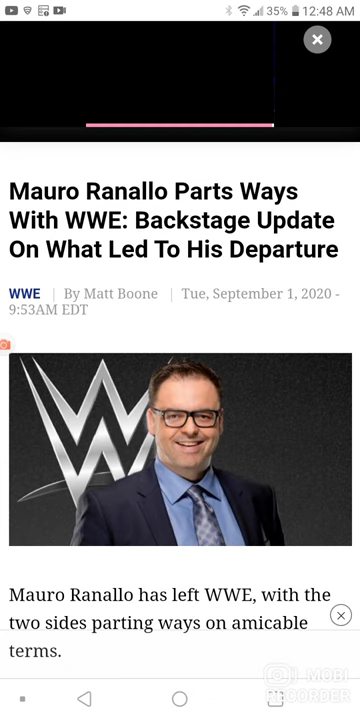 35% 12:48 AM
Mauro Ranallo Parts Ways
With WWE: Backstage Update
On What Led To His Departure
WWE | By Matt Boone | Tue, September 1, 2020 -
9:53AM EDT
W
Mauro Ranallo has left WWE, with the
two sides parting ways on amicable
terms.
MOBI
RECORDER